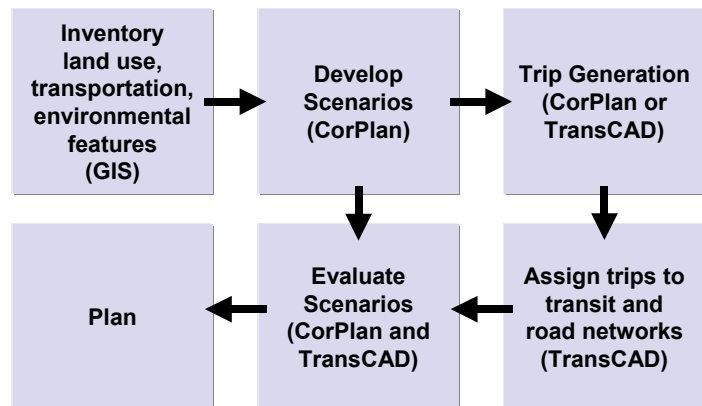 Inventory
land use,
transportation,
environmental
features
(GIS)
Develop
Scenarios
(CorPlan)
Trip Generation
(CorPlan or
TransCAD)
Plan
Evaluate
Scenarios
(CorPlan and
TransCAD)
Assign trips to
transit and
road networks
(TransCAD)